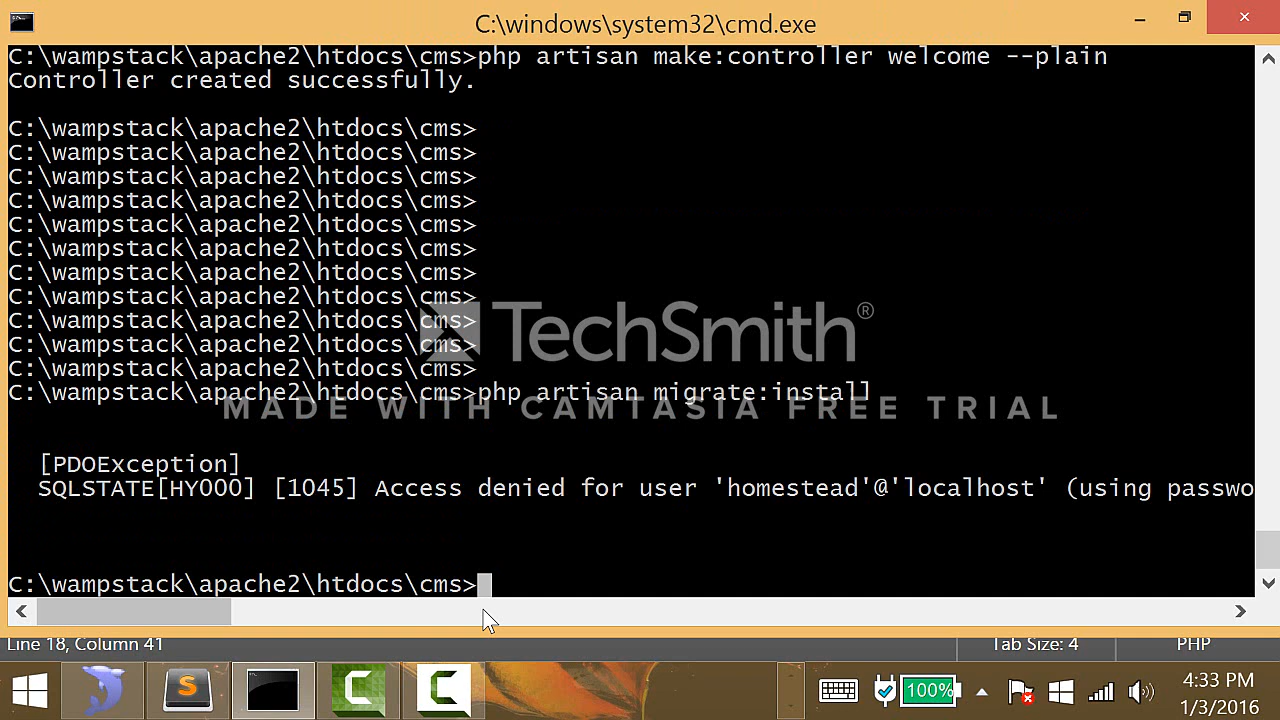 C:\windows\system32\cmd.exe
C:\wampstack\apache2\htdocs\cms>php artisan make:controller welcome --plain
Controller created successfully.
C:\wampstack\apache2\htdocs\cms>
C:\wampstack\apache2\htdocs\cms>
C:\wampstack\apache2\htdocs\cms>
C:\wampstack\apache2\htdocs\cms>
C:\wampstack\apache2\htdocs\cms>
C:\wampstack\apache2\htdocs\cms>
C:\wampstack\apache2\htdocs\cms>
C:\wampstack\apache2\htdocs\cms>
C:\wampstack\apache2\htdocs\cms>
C:\wampstack\apache2\htdocs\cms>
C:\wampstack\apache2\htdocs\cms>
C:\wampstack\apache2\htdocs\cms>php artisan migrate:install
TechSmith®
MADE WITH CAMTASIA FREE TRIAL
[PDOException]
SQLSTATE[HY000] [1045] Access denied for user 'homestead'@'localhost' (using passwo
C:\wampstack\apache2\htdocs\cms>
Line 18, Column 41
Tab Size: 4
PHP
100%
4:33 PM
1/3/2016